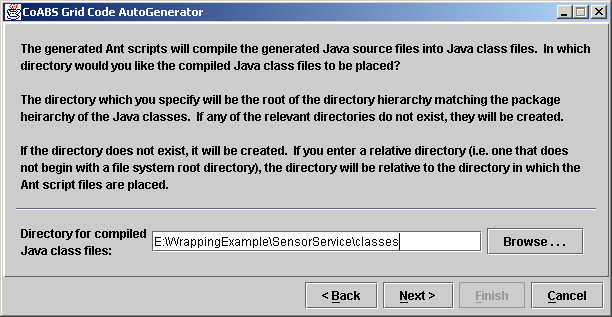 CoABS Grid Code AutoGenerator
The generated Ant scripts will compile the generated Java source files into Java class files. In which
directory would you like the compiled Java class files to be placed?
The directory which you specify will be the root of the directory hierarchy matching the package
heirarchy of the Java classes. If any of the relevant directories do not exist, they will be created.
If the directory does not exist, it will be created. If you enter a relative directory (i.e. one that does
not begin with a file system root directory), the directory will be relative to the directory in which the
Ant script files are placed.
Directory for compiled
Java class files:
E:\WrappingExample\SensorService\classes
Browse . . .
< Back
Next >
Finish
Cancel